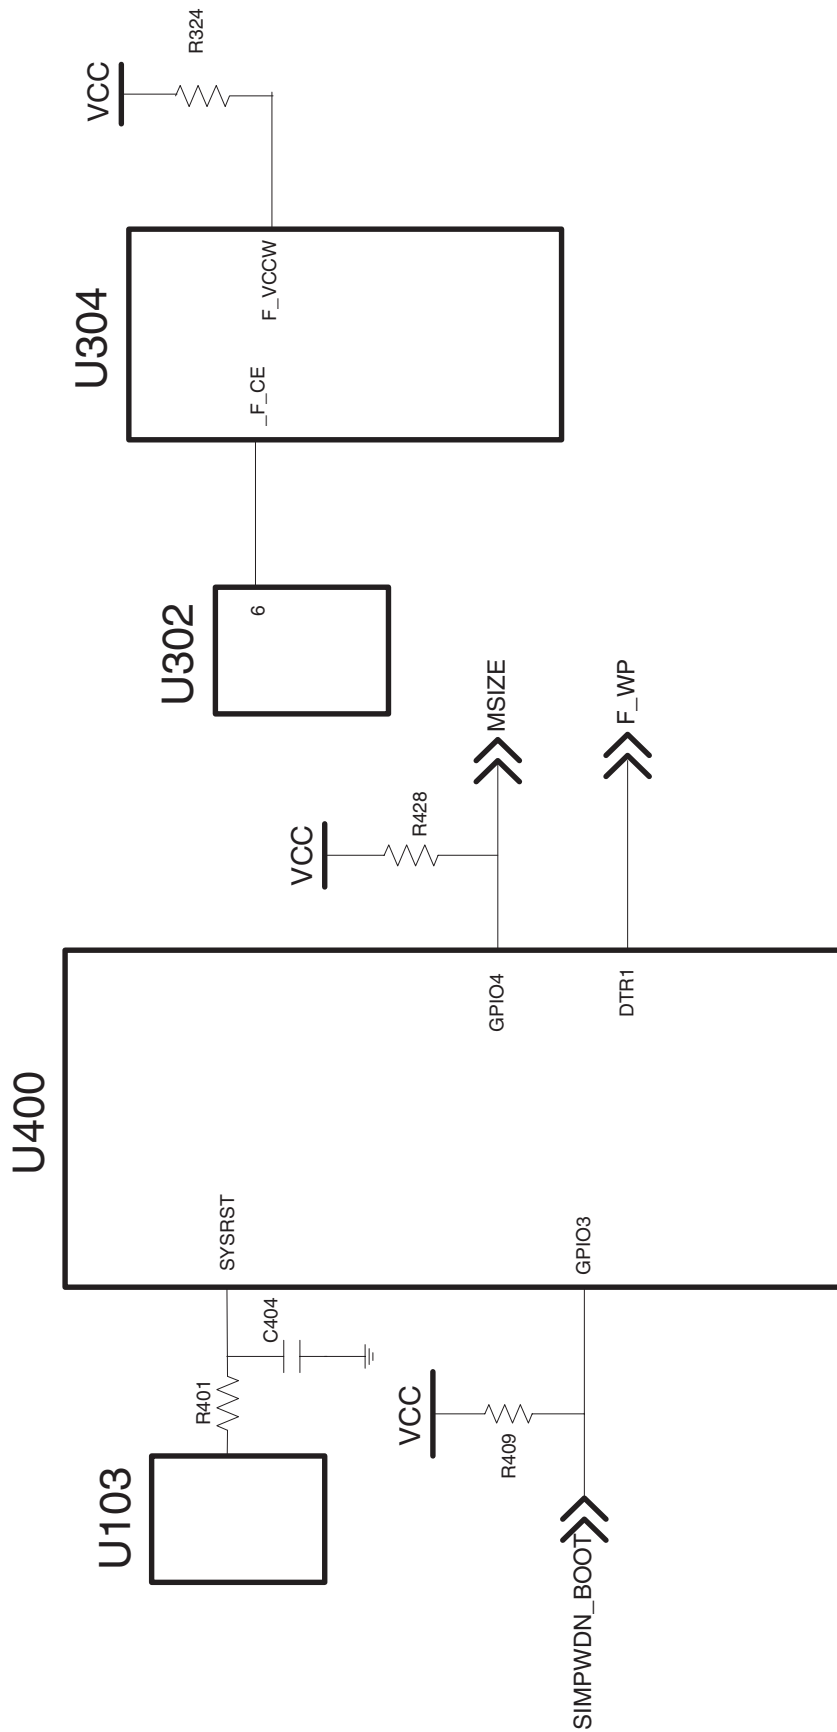 U103
R401
C404
SYSRST
U400
GPIO4
GPIO3
DTR1
VCC
R409
SIMPWDN_BOOT
VCC
R428
MSIZE
F_WP
U302
6
U304
_F_CE
F_VCCW
VCC
R324